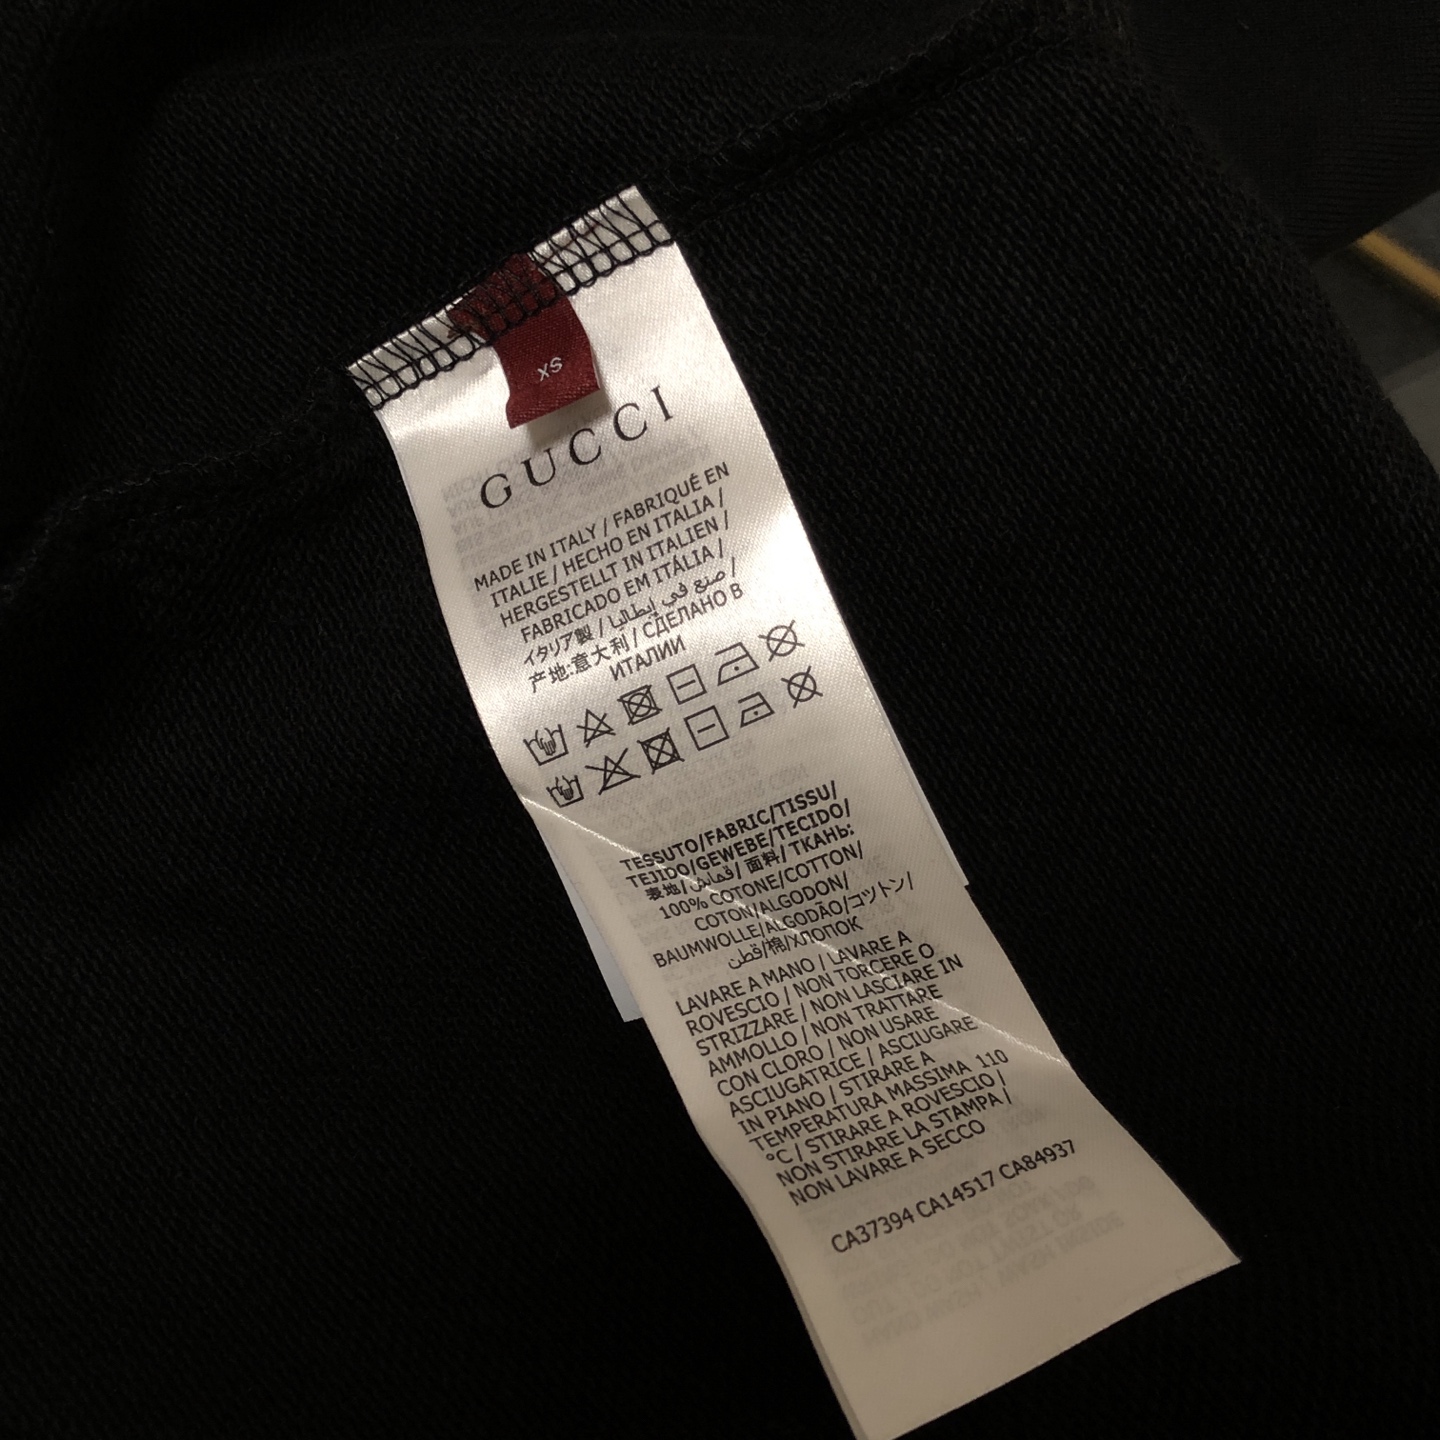 XS
GUCCI
MADE IN ITALY / FABRIQUÉ EN
ITALIE / HECHO EN ITALIA /
HERGESTELLT IN ITALIEN /
FABRICADO EM ITÁLIA /
イタリア製 / صنع في إيطاليا /
产地:意大利 / СДЕЛАНО В
ИТАЛИИ
TESSUTO/FABRIC/TISSU/
TEJIDO/GEWEBE/TECIDO/
表地/قماش/ 面料/ ТКАНЬ:
100% COTONE/COTTON/
COTON/ALGODON/
BAUMWOLLE/ALGODÃO/コットン/
قطن/棉/ХЛОПОК
LAVARE A MANO / LAVARE A
ROVESCIO / NON TORCERE O
STRIZZARE / NON LASCIARE IN
AMMOLLO / NON TRATTARE
CON CLORO / NON USARE
ASCIUGATRICE / ASCIUGARE
IN PIANO / STIRARE A
TEMPERATURA MASSIMA 110
°C / STIRARE A ROVESCIO /
NON STIRARE LA STAMPA /
NON LAVARE A SECCO
CA37394 CA14517 CA84937